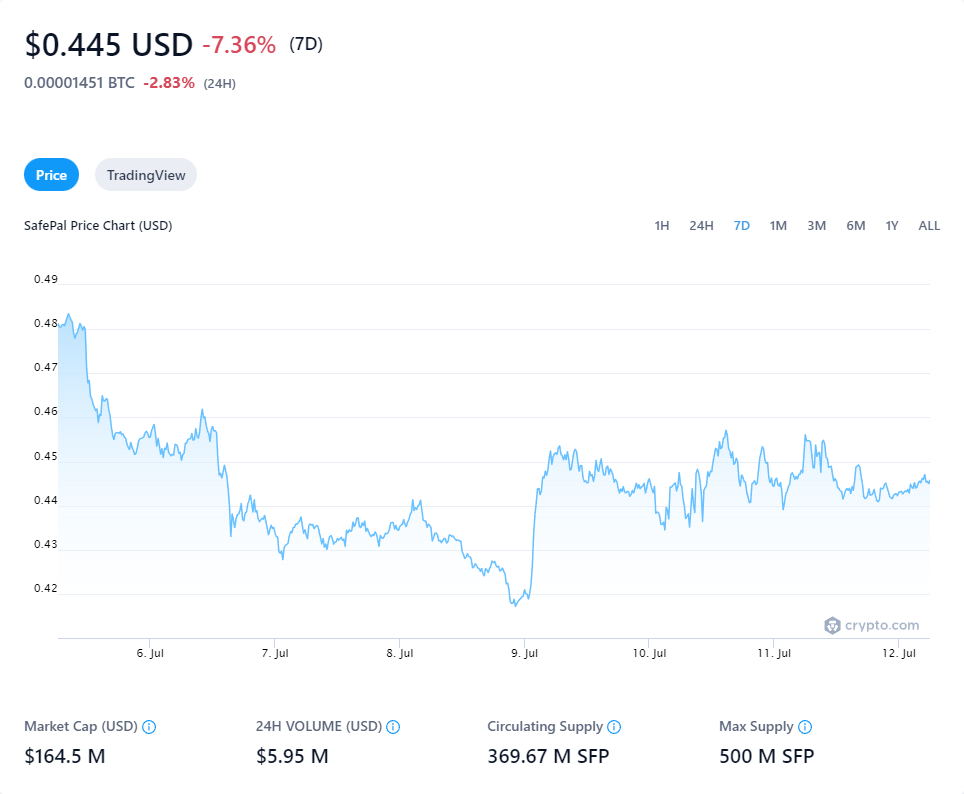 $0.445 USD -7.36% (7D)
0.00001451 BTC -2.83% (24H)
Price TradingView
SafePal Price Chart (USD) 1H 24H 7D 1M 3M 6M 1Y ALL
0.49
0.48
0.47
0.46
0.45
0.44
0.43
0.42
crypto.com
6. Jul 7. Jul 8. Jul 9. Jul 10. Jul 11. Jul 12. Jul
Market Cap (USD) 24H VOLUME (USD) Circulating Supply Max Supply
$164.5 M $5.95 M 369.67 M SFP 500 M SFP